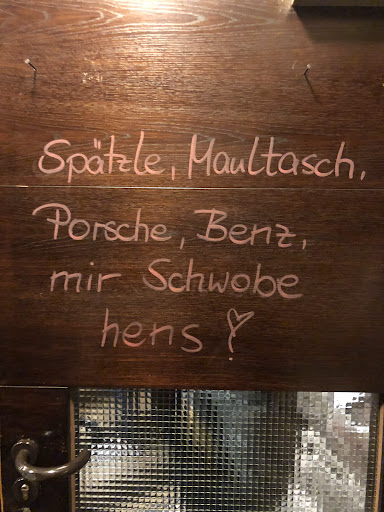 Spätzle, Maultasch,
Porsche, Benz,
mir Schwobe
hens!